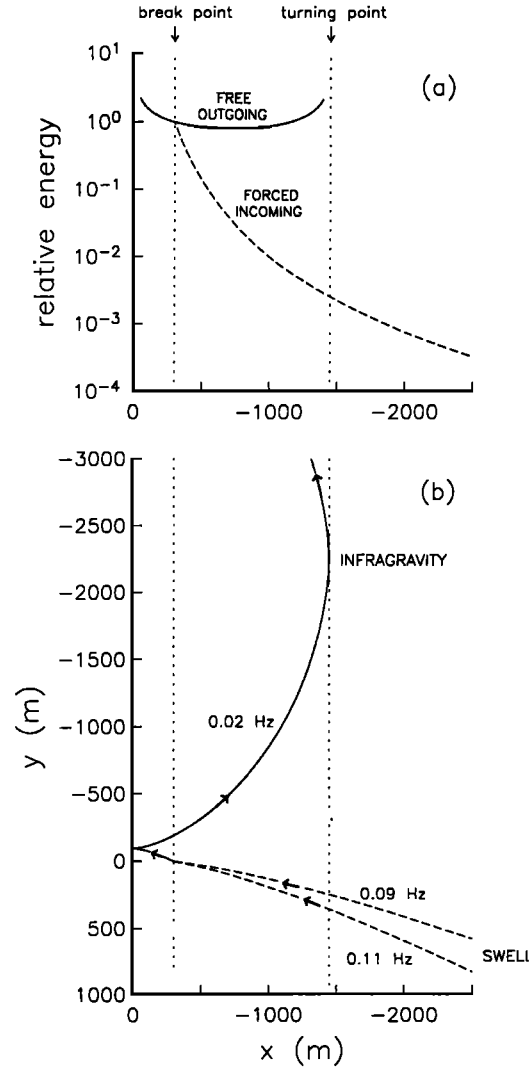 break point turning point
10¹
(a)
FREE
OUTGOING
10⁰
10⁻¹
FORCED
INCOMING
10⁻²
10⁻³
10⁻⁴
relative energy
0 −1000 −2000
−3000
(b)
−2500
INFRAGRAVITY
−2000
−1500
−1000
0.02 Hz
−500
0
0.09 Hz
500
0.11 Hz
SWELL
1000
y (m)
0 −1000 −2000
x (m)